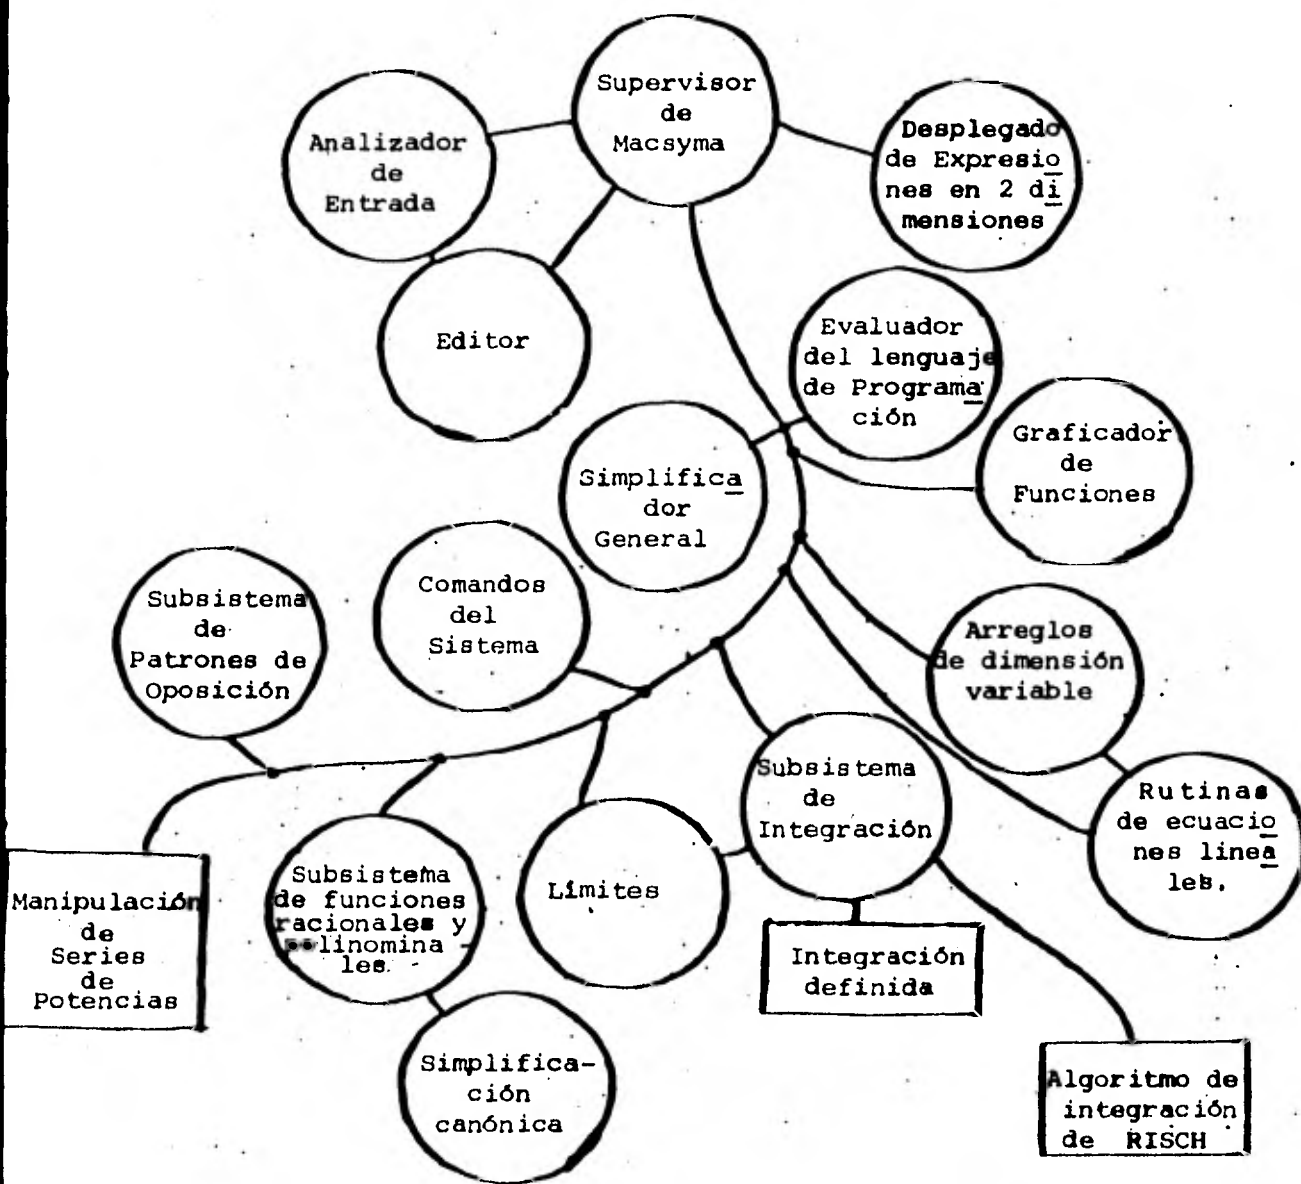 Supervisor
de
Macsyma
Analizador
de
Entrada
Desplegado
de Expresio
nes en 2 di
mensiones
Editor
Evaluador
del lenguaje
de Programa
ción
Graficador
de
Funciones
Simplifica
dor
General
Comandos
del
Sistema
Subsistema
de
Patrones de
Oposición
Arreglos
de dimensión
variable
Subsistema
de
Integración
Rutinas
de ecuacio
nes linea
les.
Manipulación
de
Series
de
Potencias
Subsistema
de funciones
racionales y
polinomina-
les.
Límites
Integración
definida
Simplifica-
ción
canónica
Algoritmo de
integración
de RISCH